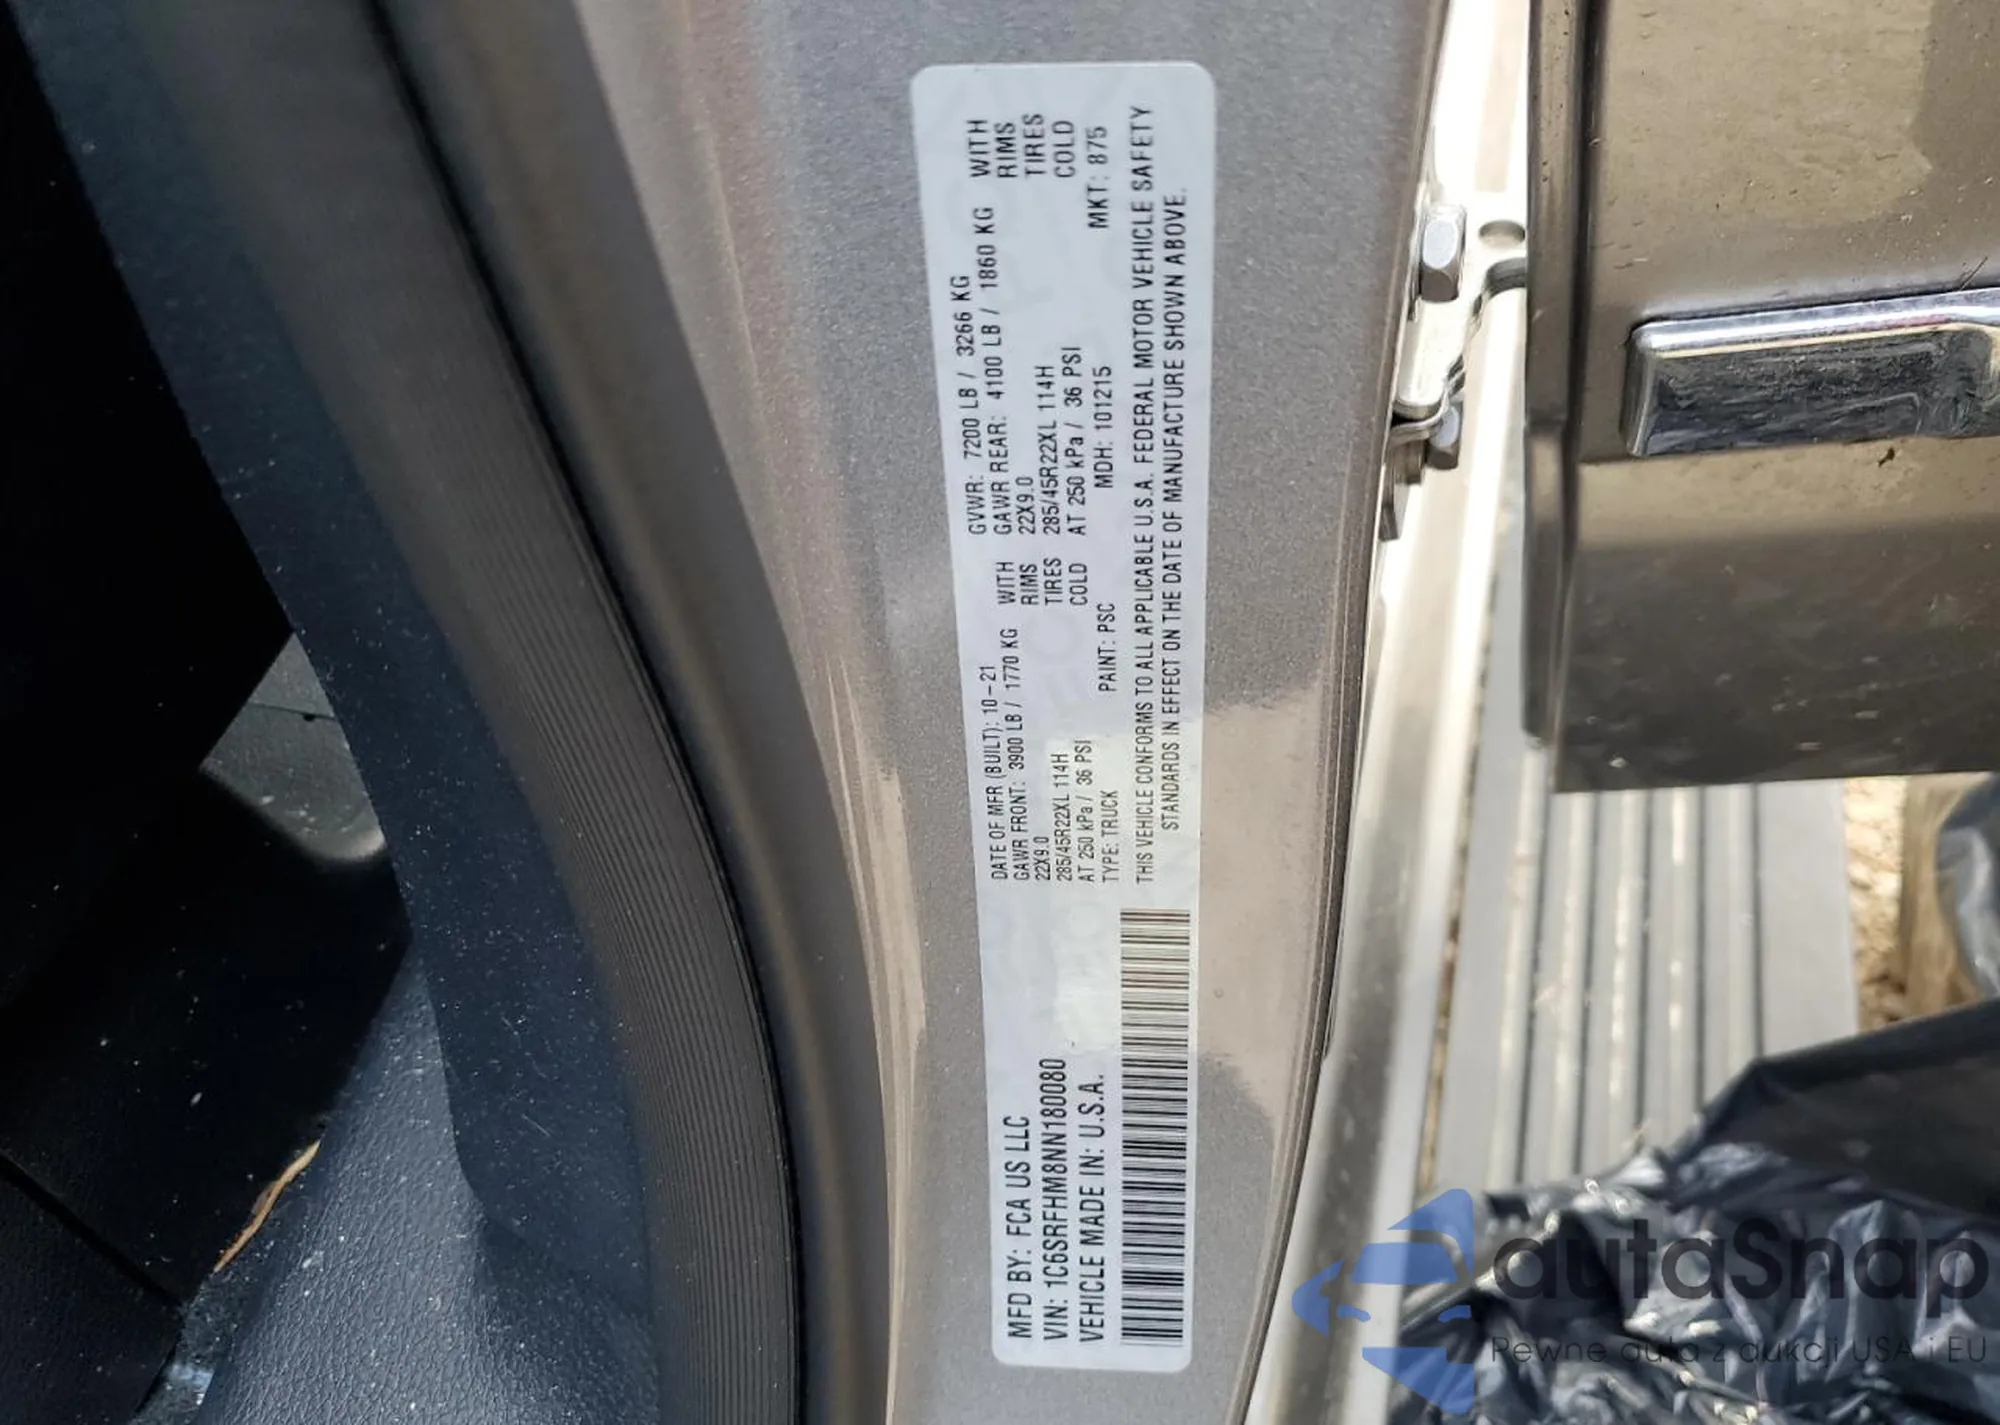 MFD BY: FCA US LLC
VIN: 1C6SRFHM8NN180080
VEHICLE MADE IN: U.S.A.
DATE OF MFR (BUILT): 10-21
GAWR FRONT: 3900 LB / 1770 KG WITH
22X9.0 RIMS
285/45R22XL 114H TIRES
AT 250 kPa / 36 PSI COLD
TYPE: TRUCK PAINT: PSC
GVWR: 7200 LB / 3266 KG
GAWR REAR: 4100 LB / 1860 KG WITH
22X9.0 RIMS
285/45R22XL 114H TIRES
AT 250 kPa / 36 PSI COLD
MDH: 101215 MKT: 875
THIS VEHICLE CONFORMS TO ALL APPLICABLE U.S.A. FEDERAL MOTOR VEHICLE SAFETY
STANDARDS IN EFFECT ON THE DATE OF MANUFACTURE SHOWN ABOVE.
autaSnap
Pewne auta z aukcji USA i EU